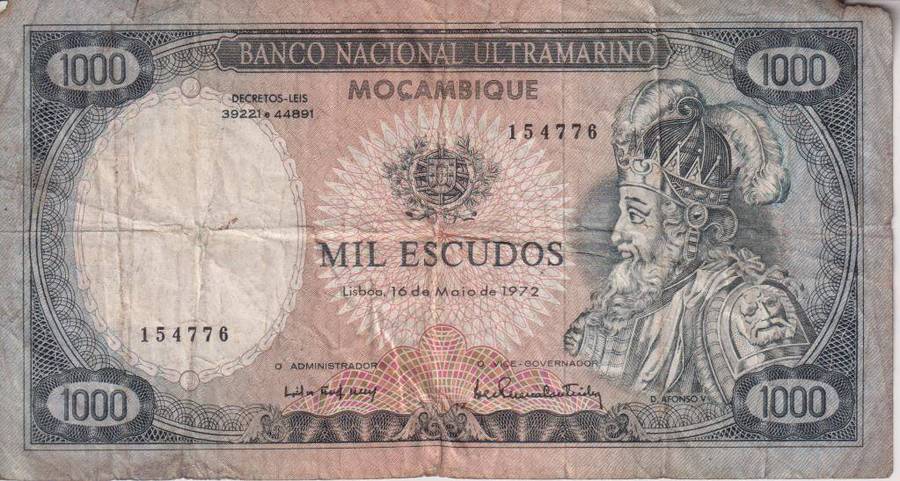 1000
BANCO NACIONAL ULTRAMARINO
1000
MOÇAMBIQUE
DECRETOS-LEIS
39221 e 44891
154776
MIL ESCUDOS
Lisboa, 16 de Maio de 1972
154776
O ADMINISTRADOR
O VICE-GOVERNADOR
D. AFONSO V
1000
1000